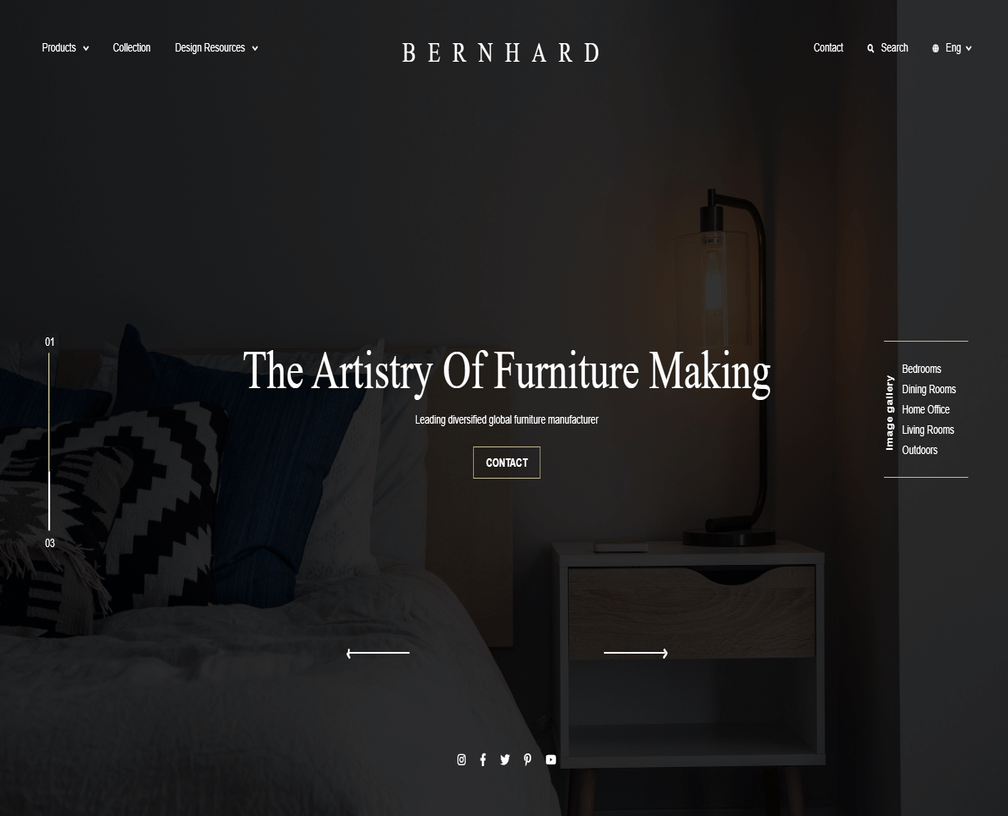 Products
Collection
Design Resources
BERNHARD
Contact
Search
Eng
01
03
The Artistry Of Furniture Making
Leading diversified global furniture manufacturer
CONTACT
Image gallery
Bedrooms
Dining Rooms
Home Office
Living Rooms
Outdoors